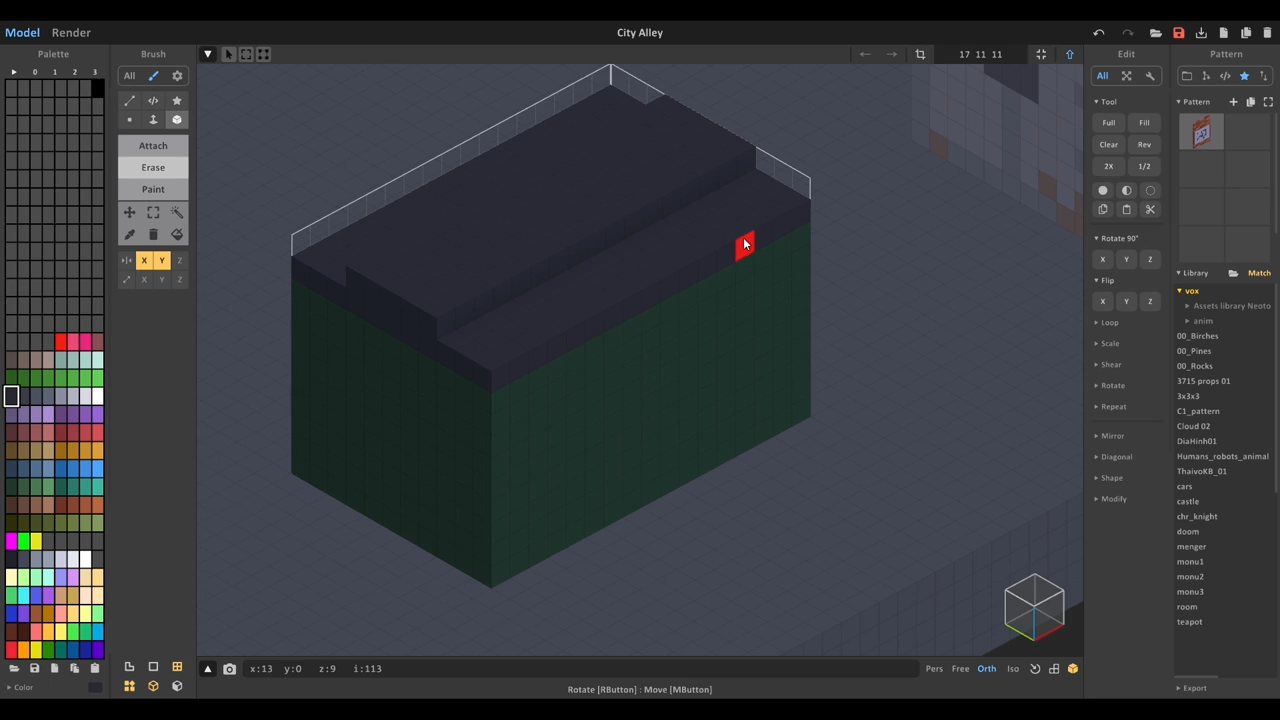 Model Render
City Alley
Palette
Brush
17 11 11
Edit
Pattern
0 1 2 3
All
All
Tool
Pattern
Full Fill
Attach
Clear Rev
Erase
2X 1/2
Paint
Rotate 90°
X Y Z
X Y Z
Library Match
X Y Z
Flip
vox
X Y Z
Assets library Neoto
Loop
anim
00_Birches
Scale
00_Pines
Shear
00_Rocks
Rotate
3715 props 01
3x3x3
Repeat
C1_pattern
Mirror
Cloud 02
DiaHinh01
Diagonal
Humans_robots_animal
Shape
ThaivoKB_01
cars
Modify
castle
chr_knight
doom
menger
monu1
monu2
monu3
room
teapot
x:13 y:0 z:9 i:113
Pers Free Orth Iso
Color
Rotate [RButton] : Move [MButton]
Export